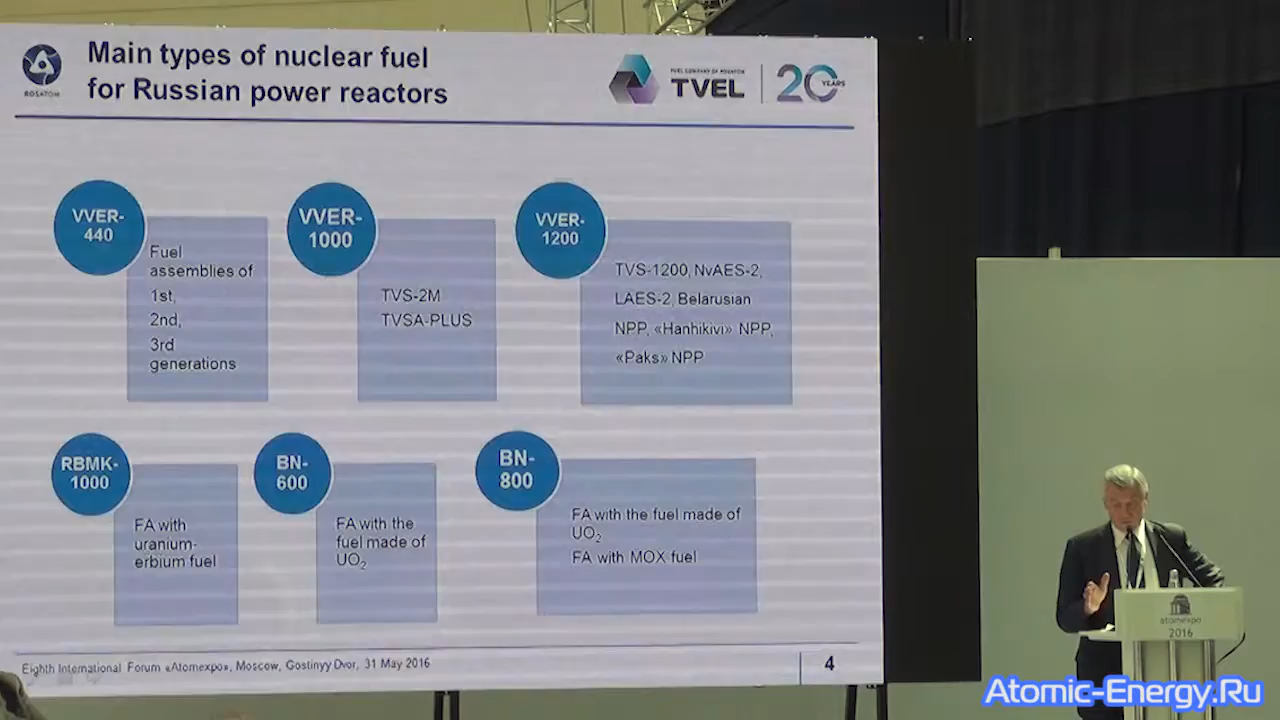 Main types of nuclear fuel
for Russian power reactors
ROSATOM
FUEL COMPANY OF ROSATOM
TVEL
20 YEARS
VVER-
440
Fuel
assemblies of
1st,
2nd,
3rd
generations
VVER-
1000
TVS-2M
TVSA-PLUS
VVER-
1200
TVS-1200, NvAES-2,
LAES-2, Belarusian
NPP, «Hanhikivi» NPP,
«Paks» NPP
RBMK-
1000
FA with
uranium-
erbium fuel
BN-
600
FA with the
fuel made of
UO₂
BN-
800
FA with the fuel made of
UO₂
FA with MOX fuel
Eighth International Forum «Atomexpo», Moscow, Gostinyy Dvor, 31 May 2016
4
atomexpo
2016
Atomic-Energy.Ru